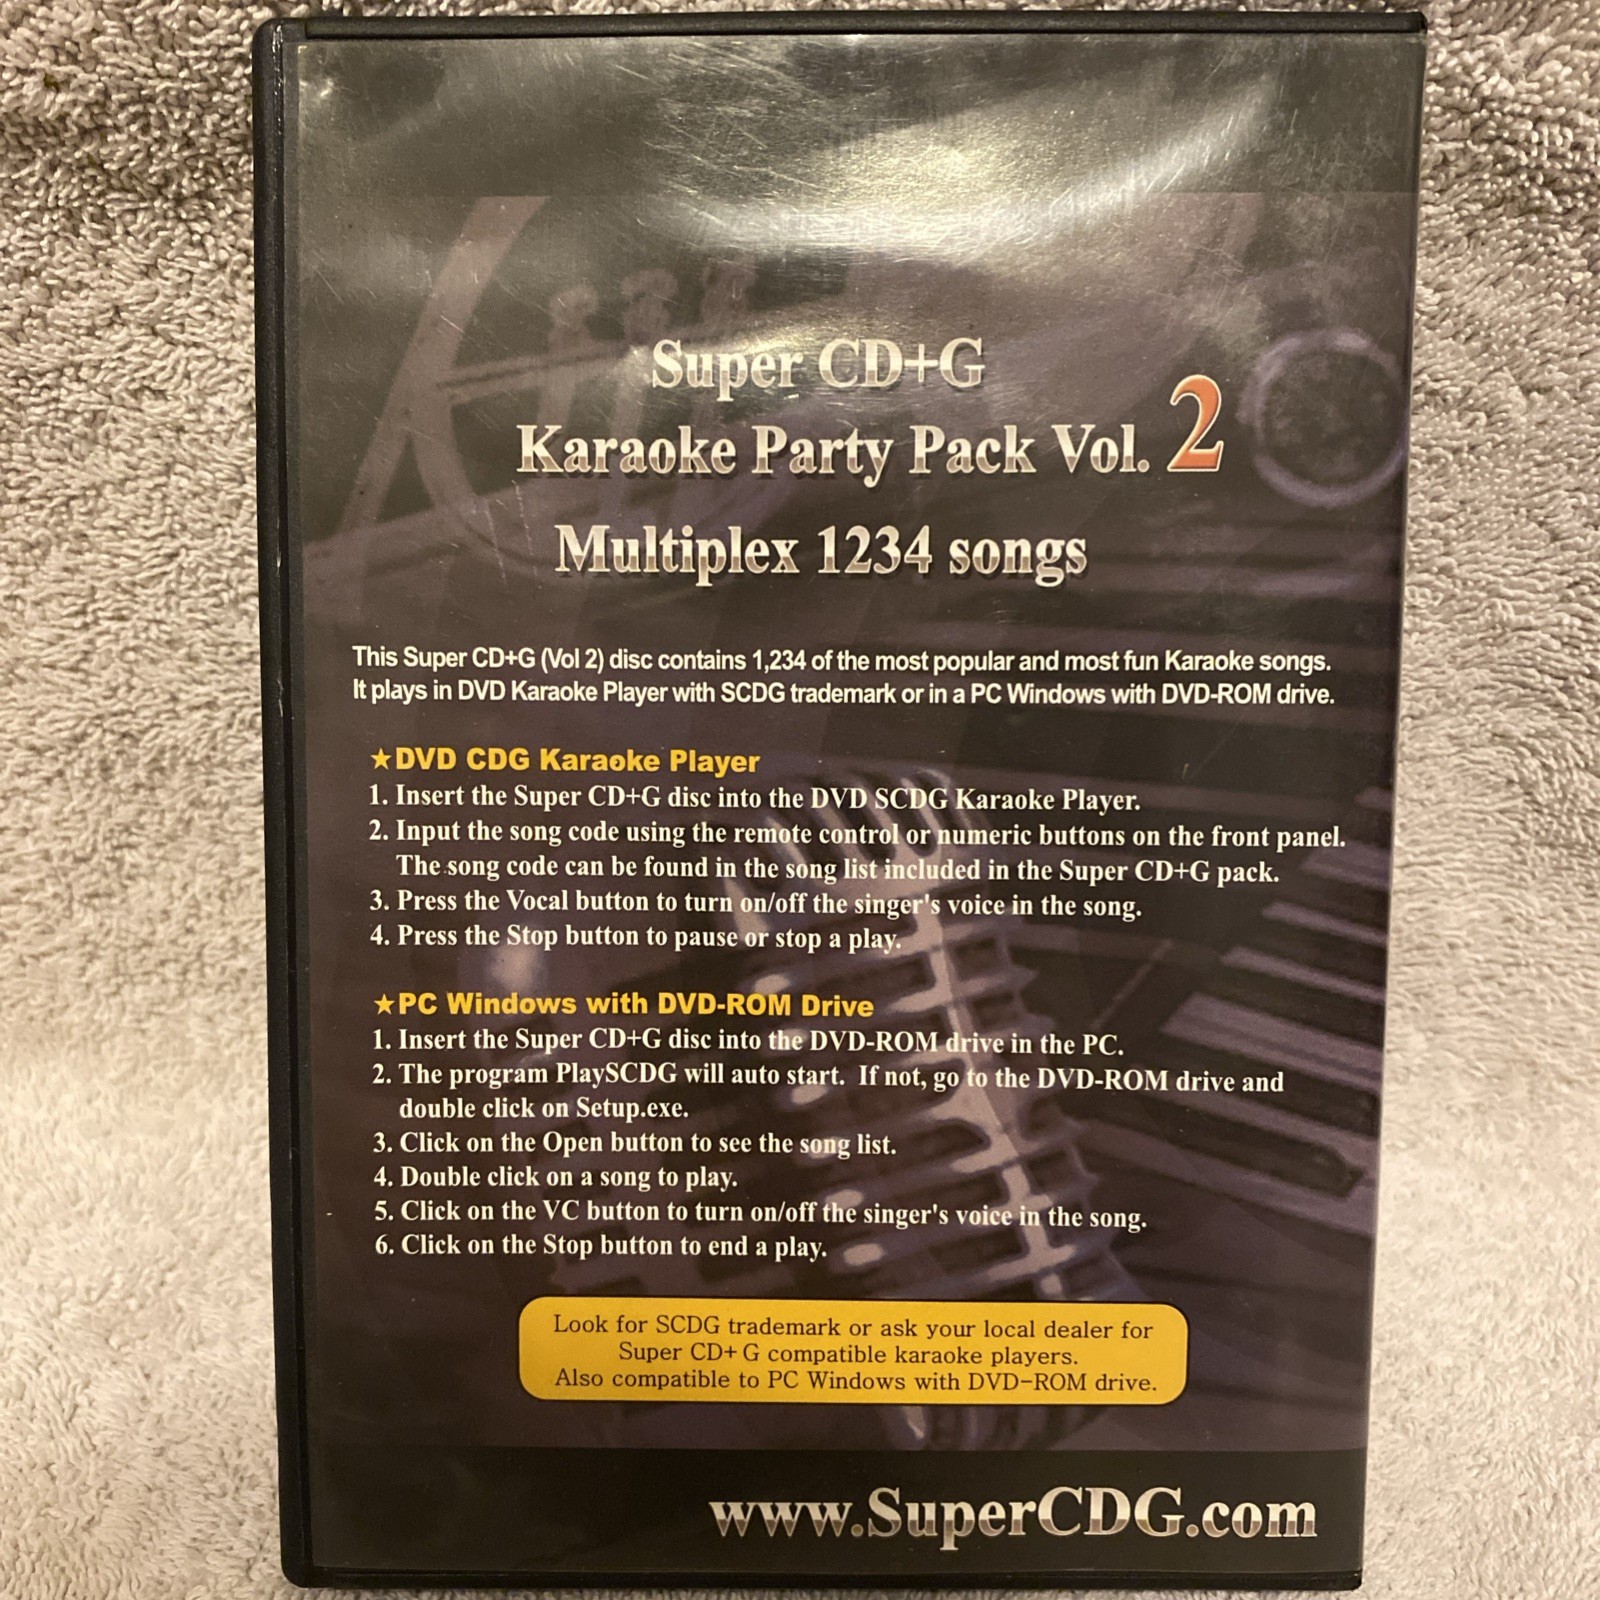 Super CD+G
Karaoke Party Pack Vol. 2
Multiplex 1234 songs
This Super CD+G (Vol 2) disc contains 1,234 of the most popular and most fun Karaoke songs.
It plays in DVD Karaoke Player with SCDG trademark or in a PC Windows with DVD-ROM drive.
★DVD CDG Karaoke Player
1. Insert the Super CD+G disc into the DVD SCDG Karaoke Player.
2. Input the song code using the remote control or numeric buttons on the front panel.
The song code can be found in the song list included in the Super CD+G pack.
3. Press the Vocal button to turn on/off the singer's voice in the song.
4. Press the Stop button to pause or stop a play.
★PC Windows with DVD-ROM Drive
1. Insert the Super CD+G disc into the DVD-ROM drive in the PC.
2. The program PlaySCDG will auto start. If not, go to the DVD-ROM drive and
double click on Setup.exe.
3. Click on the Open button to see the song list.
4. Double click on a song to play.
5. Click on the VC button to turn on/off the singer's voice in the song.
6. Click on the Stop button to end a play.
Look for SCDG trademark or ask your local dealer for
Super CD+ G compatible karaoke players.
Also compatible to PC Windows with DVD-ROM drive.
www.SuperCDG.com